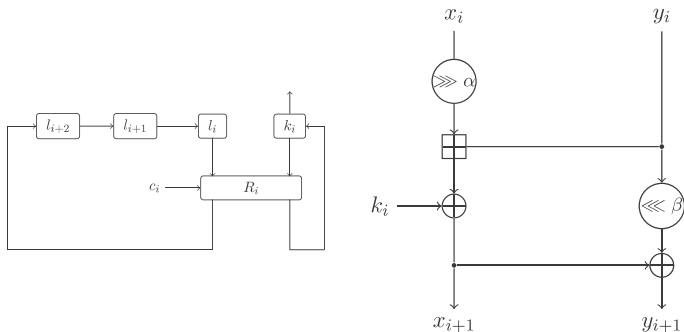 x_i y_i
⋙ α
l_{i+2} l_{i+1} l_i k_i
c_i R_i
k_i ⋘ β
x_{i+1} y_{i+1}